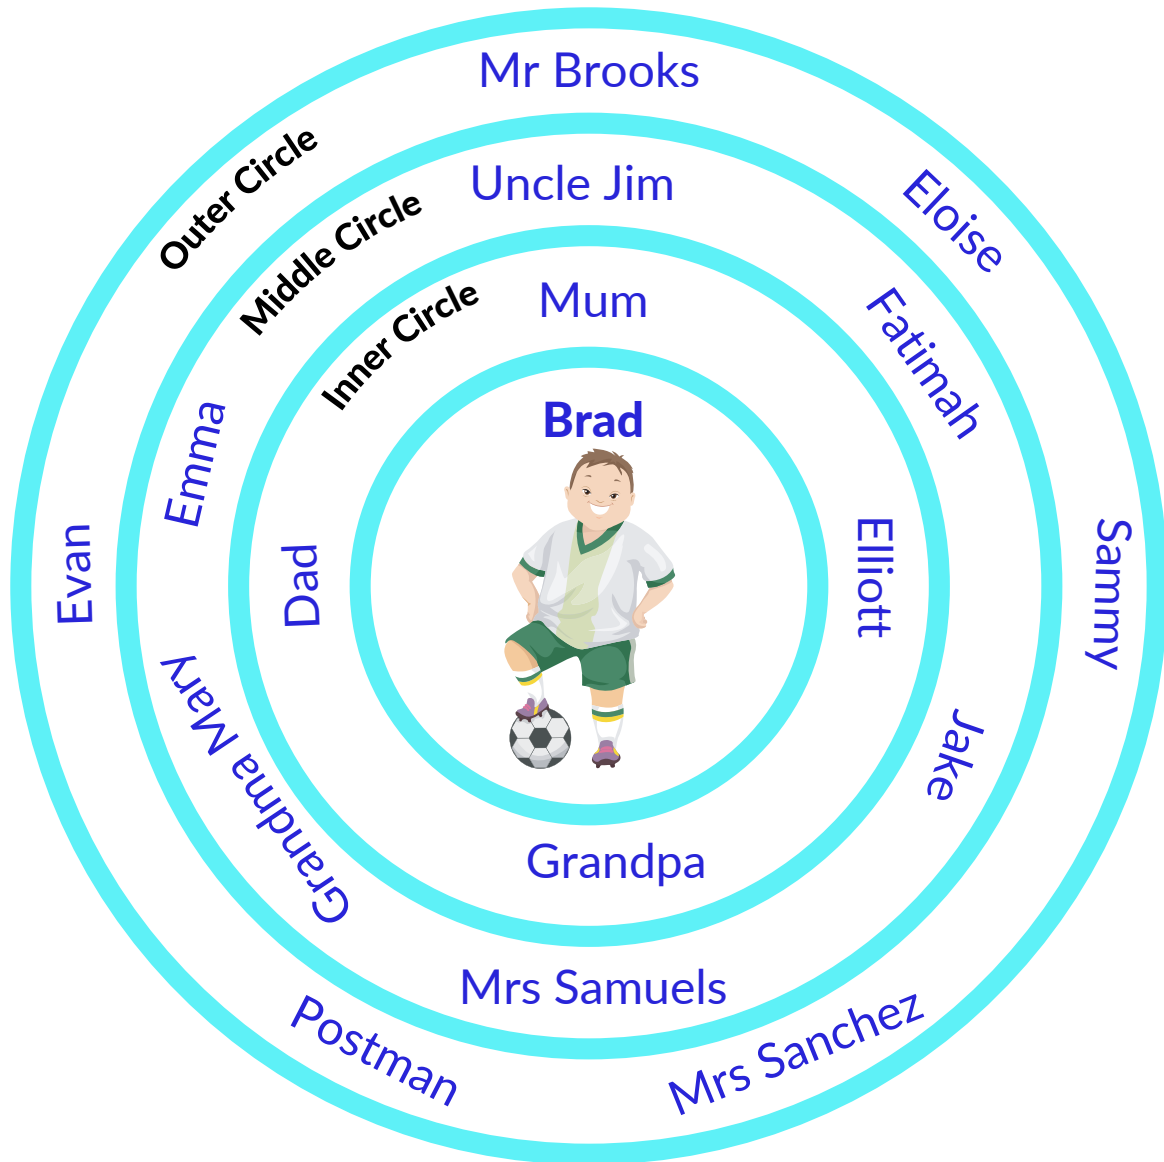 Mr Brooks
Outer Circle
Eloise
Uncle Jim
Middle Circle
Fatimah
Mum
Inner Circle
Brad
Emma
Evan
Dad
Elliott
Sammy
Grandma Mary
Jake
Grandpa
Mrs Samuels
Postman
Mrs Sanchez